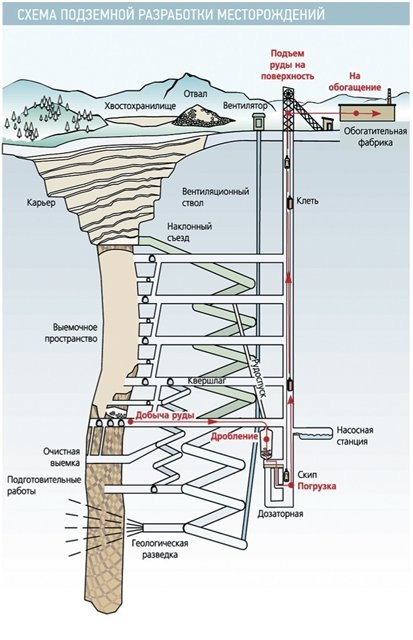 СХЕМА ПОДЗЕМНОЙ РАЗРАБОТКИ МЕСТОРОЖДЕНИЙ
Подъем
руды на
поверхность
На
обогащение
Отвал
Хвостохранилище
Вентилятор
Обогатительная
фабрика
Карьер
Вентиляционный
ствол
Клеть
Наклонный
съезд
Выемочное
пространство
Квершлаг
Рудоспуск
Добыча руды
Дробление
Насосная
станция
Очистная
выемка
Подготовительные
работы
Скип
Погрузка
Дозаторная
Геологическая
разведка